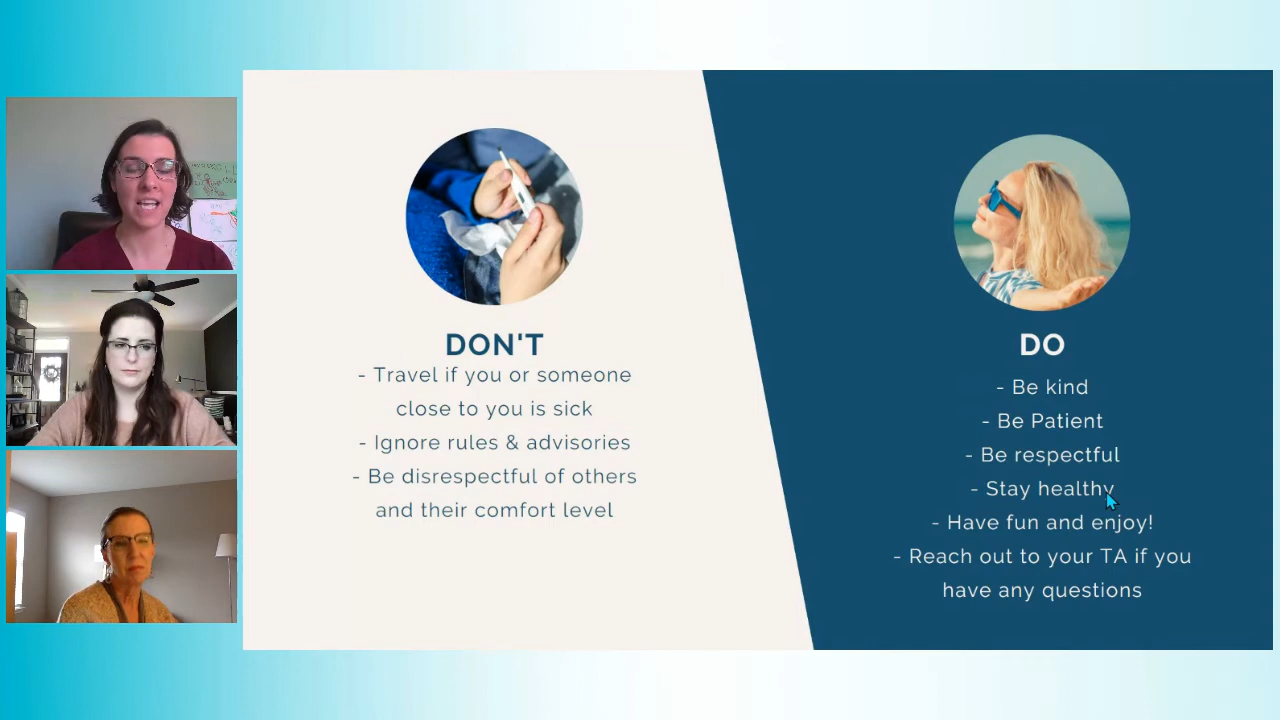 DON'T
- Travel if you or someone
close to you is sick
- Ignore rules & advisories
- Be disrespectful of others
and their comfort level
DO
- Be kind
- Be Patient
- Be respectful
- Stay healthy
- Have fun and enjoy!
- Reach out to your TA if you
have any questions